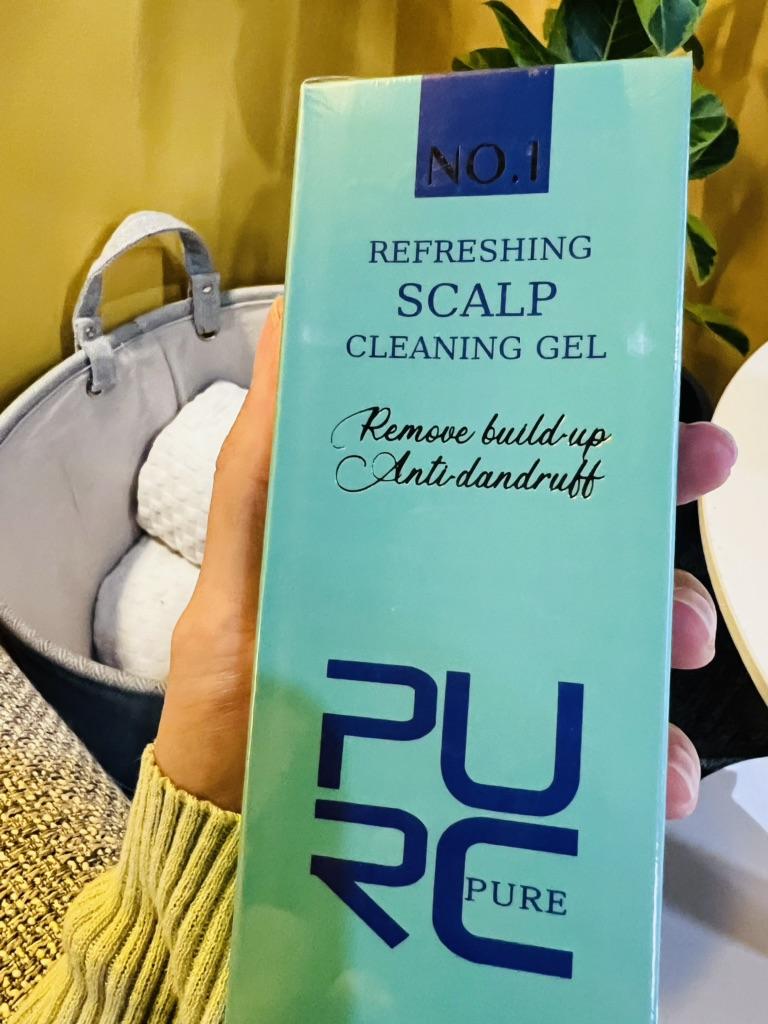 NO.1
REFRESHING
SCALP
CLEANING GEL
Remove build-up
Anti-dandruff
PU
RC
PURE